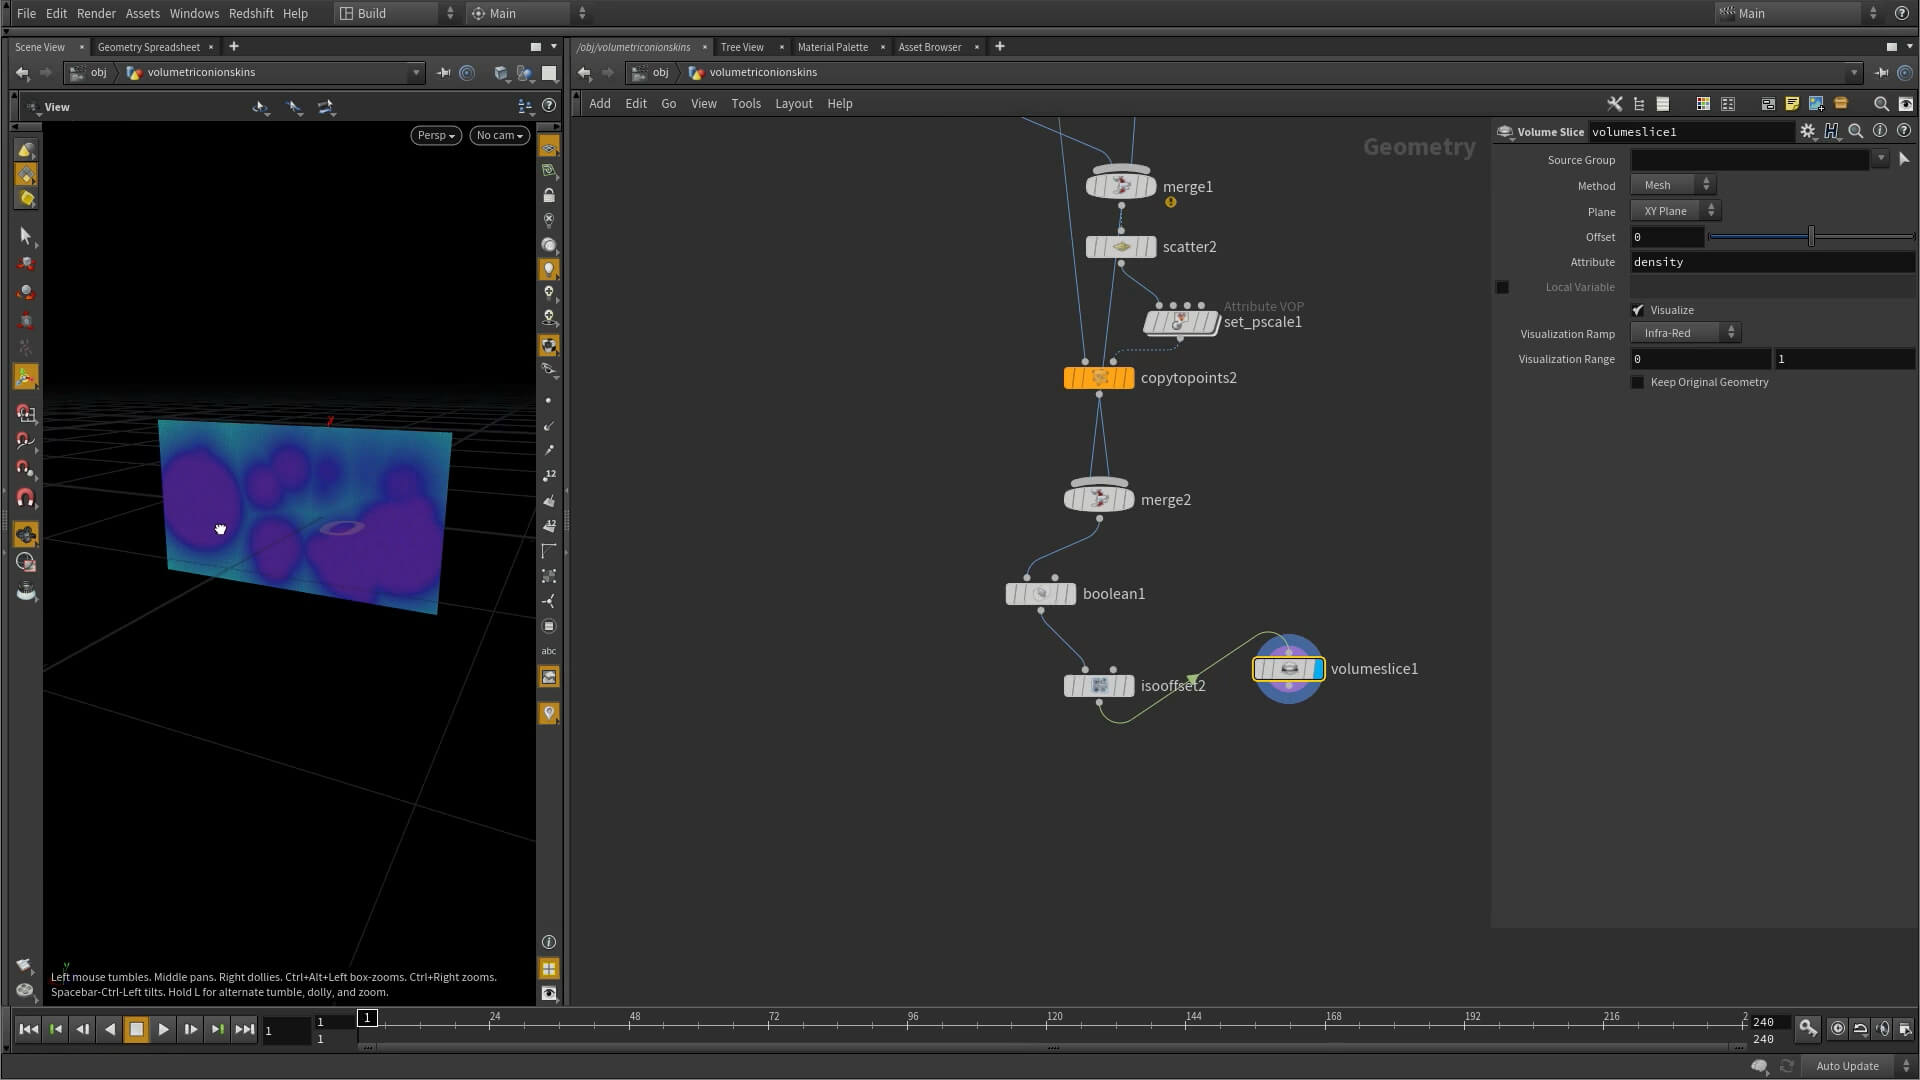 File Edit Render Assets Windows Redshift Help Build Main Main
Scene View Geometry Spreadsheet /obj/volumetriconionskins Tree View Material Palette Asset Browser
obj volumetriconionskins obj volumetriconionskins
View Add Edit Go View Tools Layout Help
Persp No cam
Geometry
Volume Slice volumeslice1
Source Group
Method Mesh
Plane XY Plane
Offset 0
Attribute density
Local Variable
Visualize
Visualization Ramp Infra-Red
Visualization Range 0 1
Keep Original Geometry
merge1
scatter2
Attribute VOP
set_pscale1
copytopoints2
merge2
boolean1
isooffset2
volumeslice1
y
12
12
abc
y
Left mouse tumbles. Middle pans. Right dollies. Ctrl+Alt+Left box-zooms. Ctrl+Right zooms.
Spacebar-Ctrl-Left tilts. Hold L for alternate tumble, dolly, and zoom.
1 1 1 24 48 72 96 120 144 168 192 216 2 240
1 240
Auto Update